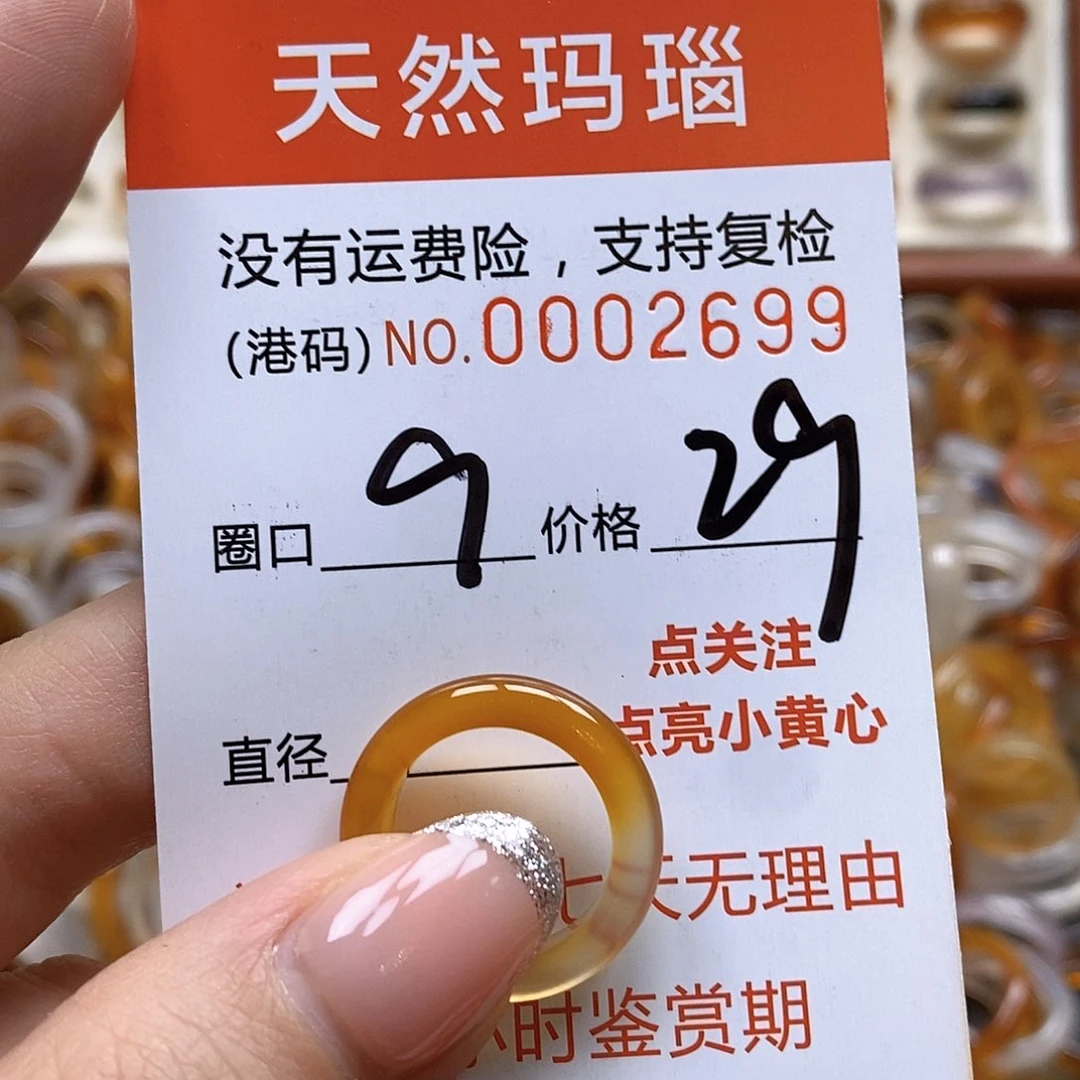 天然玛瑙
没有运费险，支持复检
(港码) NO.0002699
圈口 9 价格 29
点关注
直径 点亮小黄心
七天无理由
小时鉴赏期